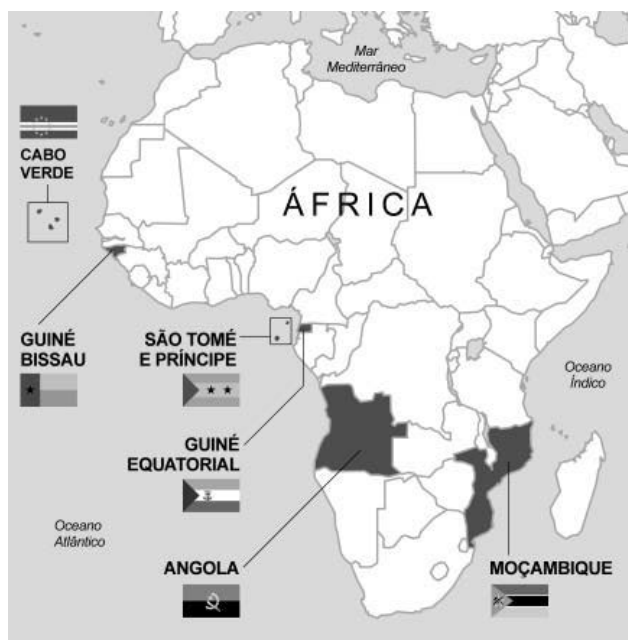 Mar
Mediterrâneo
CABO
VERDE
ÁFRICA
GUINÉ
BISSAU
SÃO TOMÉ
E PRÍNCIPE
Oceano
Índico
GUINÉ
EQUATORIAL
Oceano
Atlântico
ANGOLA
MOÇAMBIQUE